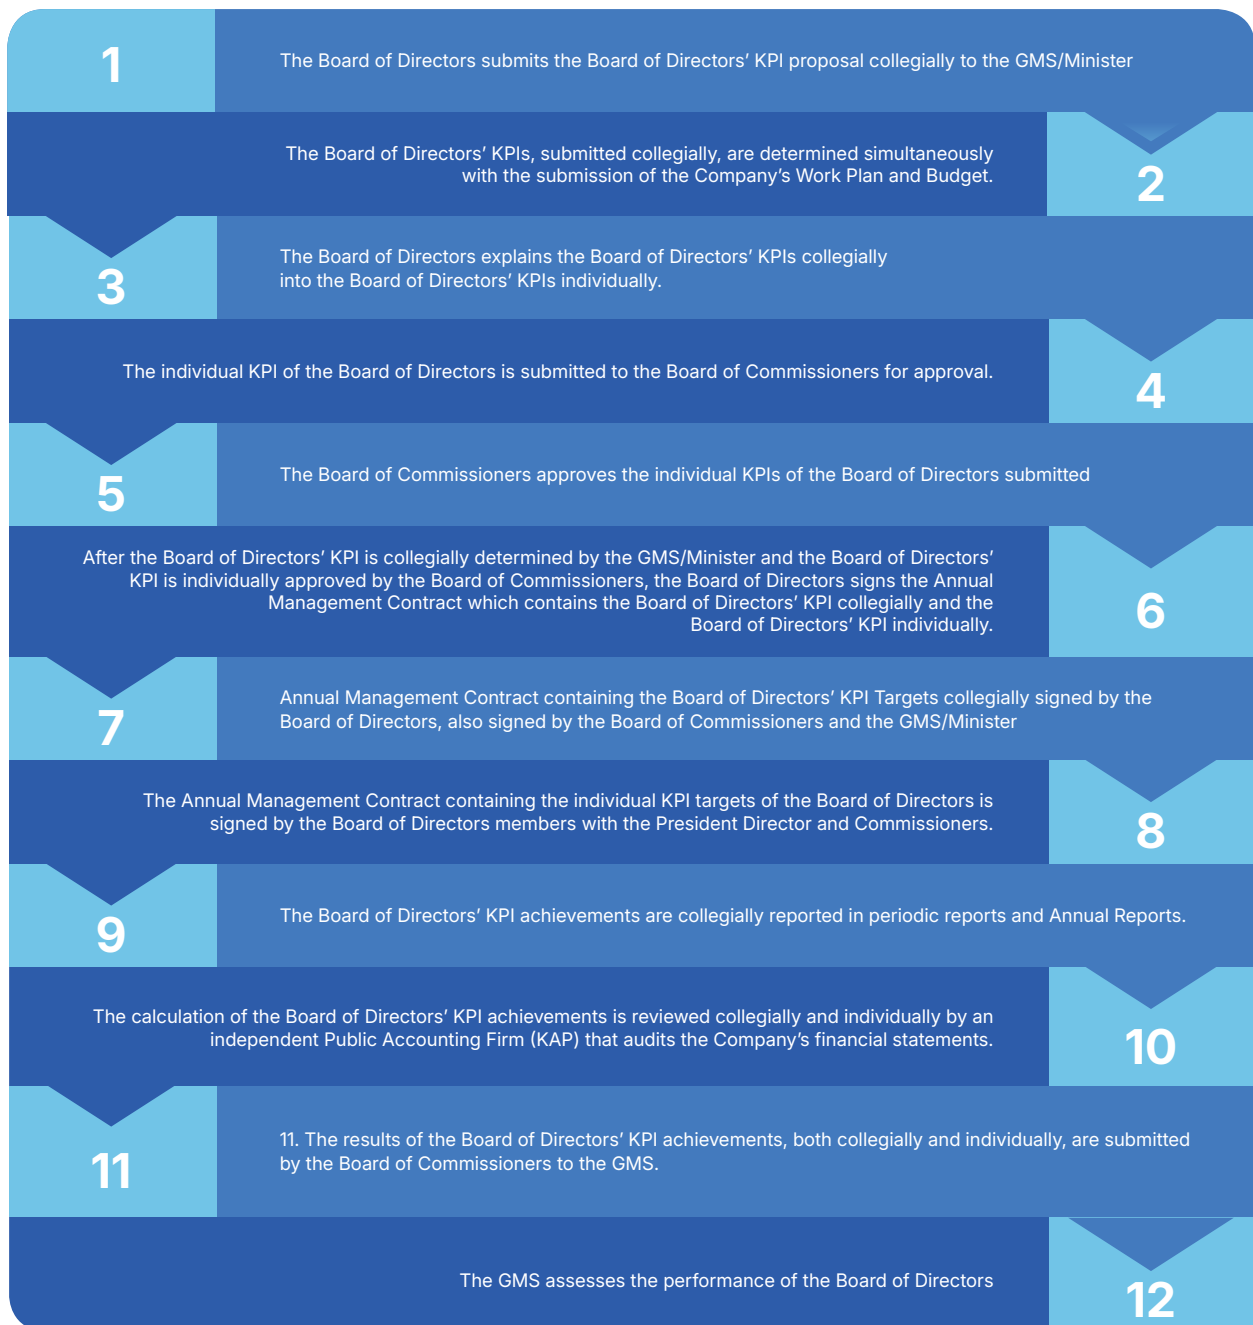 1
The Board of Directors submits the Board of Directors’ KPI proposal collegially to the GMS/Minister
The Board of Directors’ KPIs, submitted collegially, are determined simultaneously
with the submission of the Company’s Work Plan and Budget.
2
3
The Board of Directors explains the Board of Directors’ KPIs collegially
into the Board of Directors’ KPIs individually.
The individual KPI of the Board of Directors is submitted to the Board of Commissioners for approval.
4
5
The Board of Commissioners approves the individual KPIs of the Board of Directors submitted
After the Board of Directors’ KPI is collegially determined by the GMS/Minister and the Board of Directors’
KPI is individually approved by the Board of Commissioners, the Board of Directors signs the Annual
Management Contract which contains the Board of Directors’ KPI collegially and the
Board of Directors’ KPI individually.
6
7
Annual Management Contract containing the Board of Directors’ KPI Targets collegially signed by the
Board of Directors, also signed by the Board of Commissioners and the GMS/Minister
The Annual Management Contract containing the individual KPI targets of the Board of Directors is
signed by the Board of Directors members with the President Director and Commissioners.
8
9
The Board of Directors’ KPI achievements are collegially reported in periodic reports and Annual Reports.
The calculation of the Board of Directors’ KPI achievements is reviewed collegially and individually by an
independent Public Accounting Firm (KAP) that audits the Company’s financial statements.
10
11
11. The results of the Board of Directors’ KPI achievements, both collegially and individually, are submitted
by the Board of Commissioners to the GMS.
The GMS assesses the performance of the Board of Directors
12